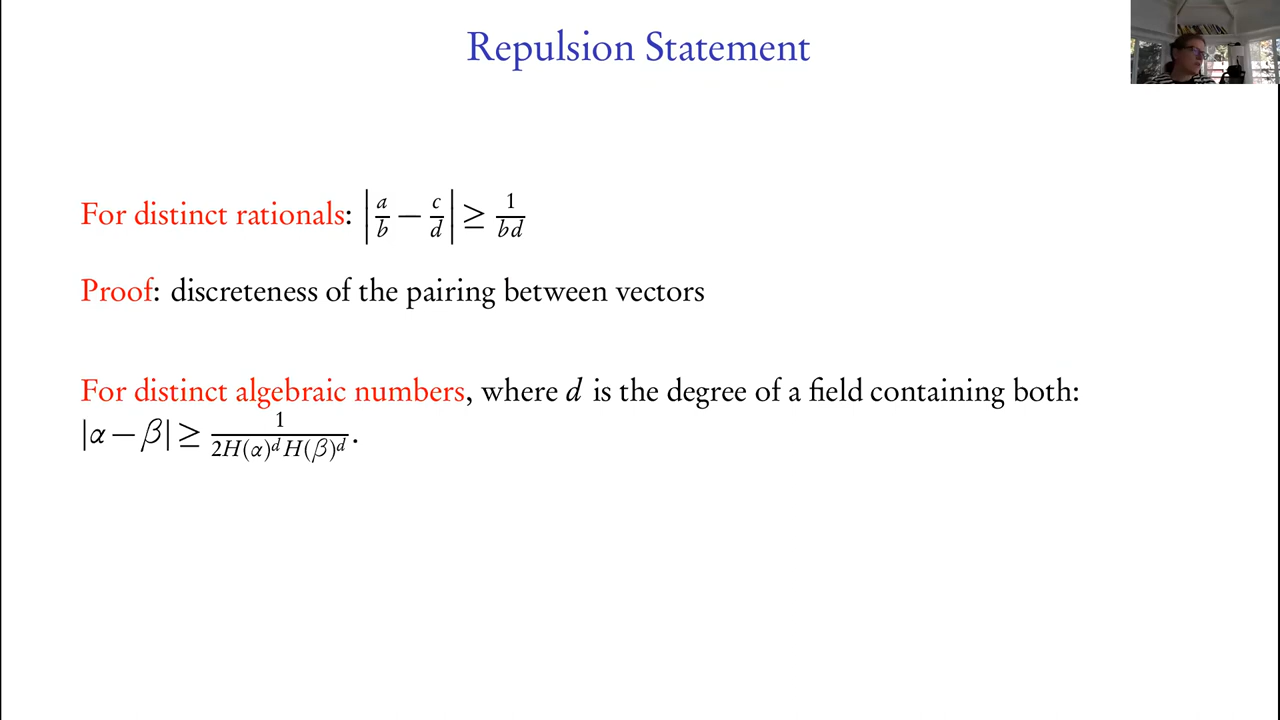 Repulsion Statement
For distinct rationals: |a/b − c/d| ≥ 1/bd
Proof: discreteness of the pairing between vectors
For distinct algebraic numbers, where d is the degree of a field containing both:
|α − β| ≥ 1/2H(α)^d H(β)^d.